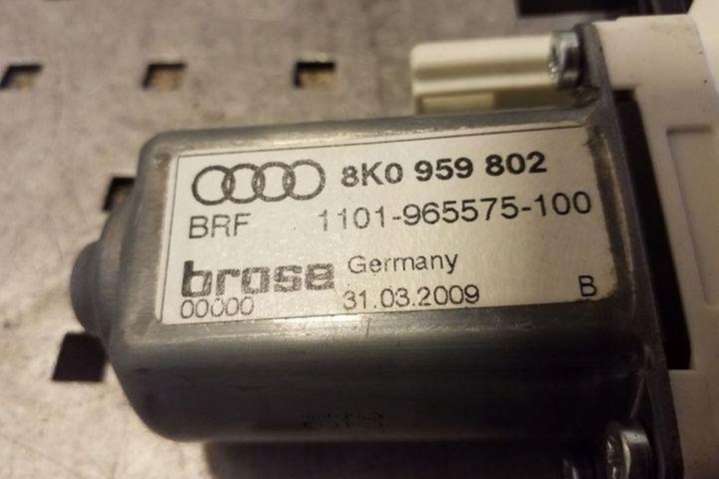 8K0 959 802
BRF 1101-965575-100
brose Germany
00000 31.03.2009 B